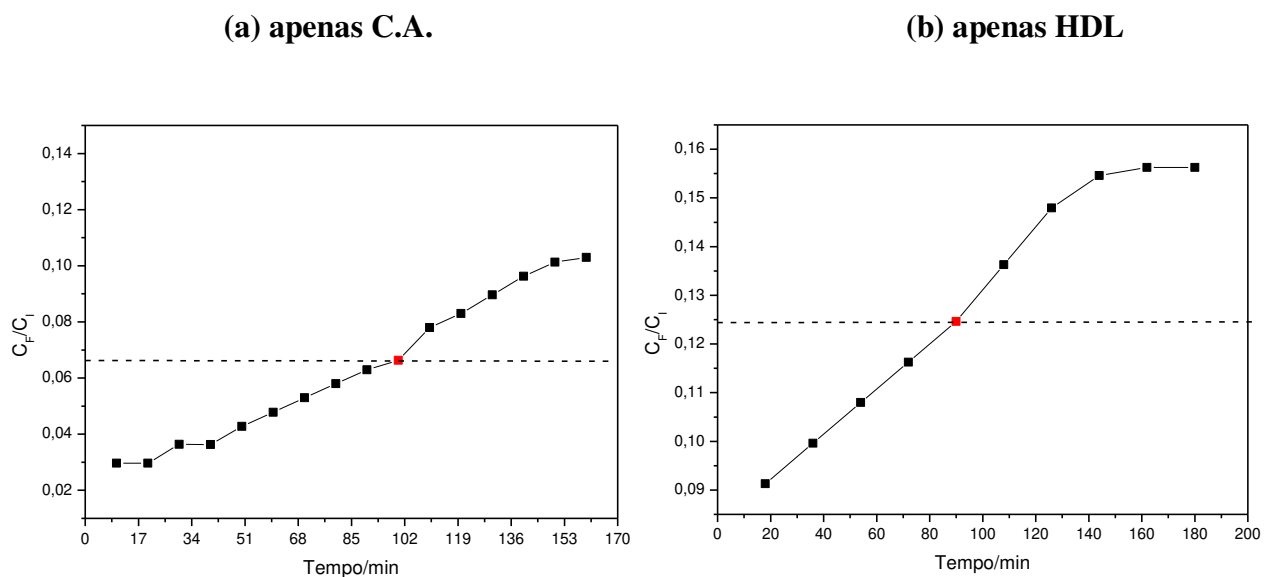 (a) apenas C.A.
(b) apenas HDL
0,14
0,12
0,10
0,08
0,06
0,04
0,02
C_F/C_I
0 17 34 51 68 85 102 119 136 153 170
Tempo/min
0,16
0,15
0,14
0,13
0,12
0,11
0,10
0,09
C_F/C_I
0 20 40 60 80 100 120 140 160 180 200
Tempo/min